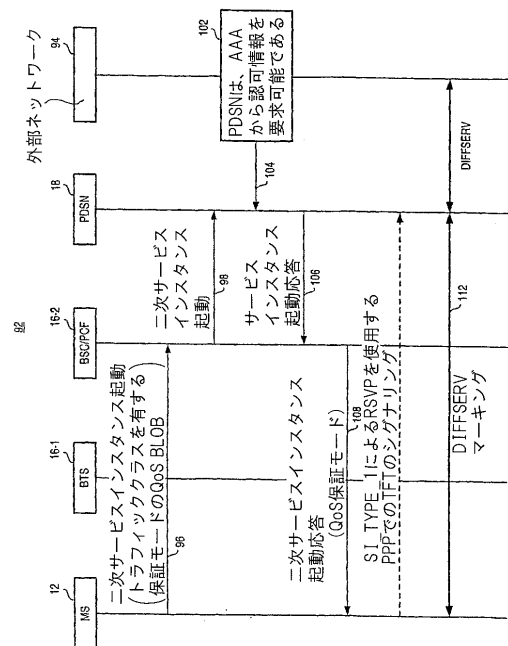 92
12
MS
16-1
BTS
16-2
BSC/PCF
18
PDSN
94
外部ネットワーク
二次サービスインスタンス起動
(トラフィッククラスを有する
保証モードのQoS BLOB)
96
二次サービス
インスタンス
起動
98
102
PDSNは、AAA
から認可情報を
要求可能である
104
サービス
インスタンス
起動応答
106
二次サービスインスタンス
起動応答
(QoS保証モード)
108
SI_TYPE_1によるRSVPを使用する
PPPでのTFTのシグナリング
DIFFSERV
マーキング
112
DIFFSERV